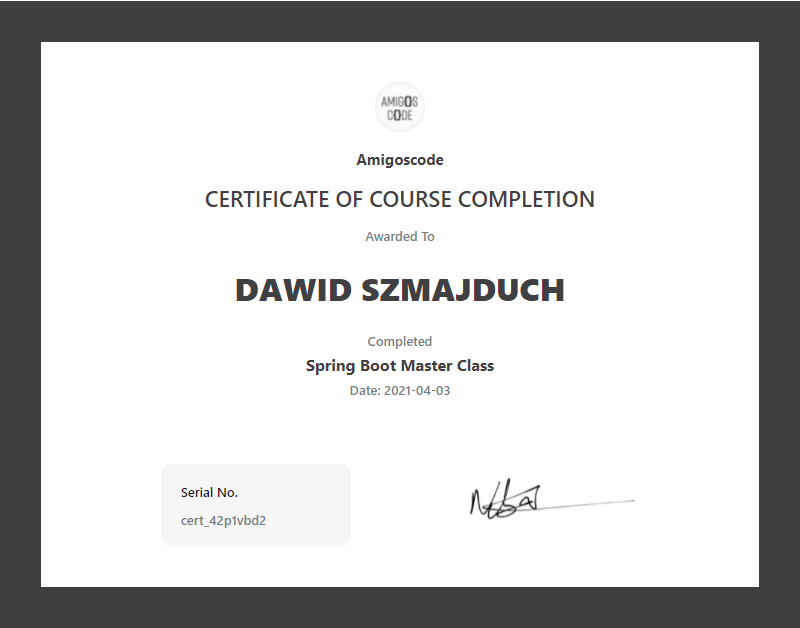 AMIGOS
CODE
Amigoscode
CERTIFICATE OF COURSE COMPLETION
Awarded To
DAWID SZMAJDUCH
Completed
Spring Boot Master Class
Date: 2021-04-03
Serial No.
cert_42p1vbd2